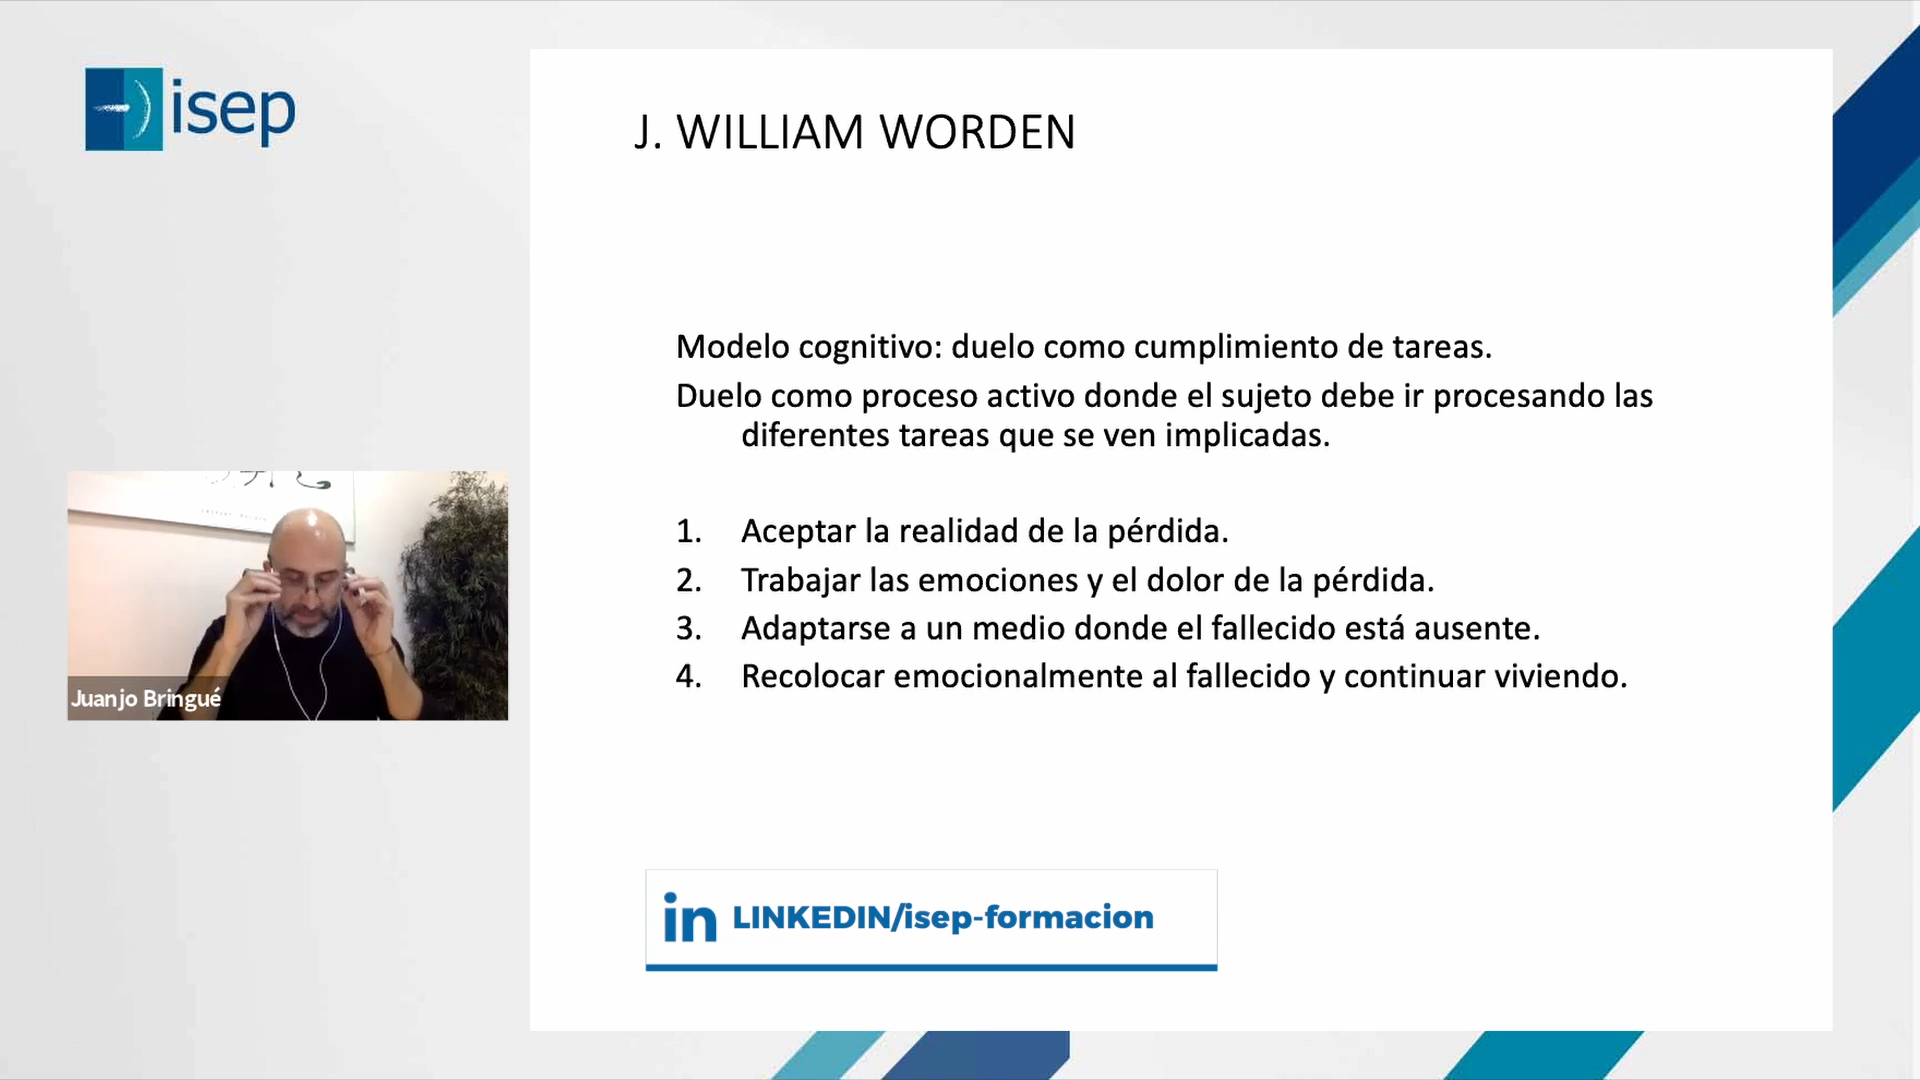 isep
J. WILLIAM WORDEN
Modelo cognitivo: duelo como cumplimiento de tareas.
Duelo como proceso activo donde el sujeto debe ir procesando las
diferentes tareas que se ven implicadas.
1. Aceptar la realidad de la pérdida.
2. Trabajar las emociones y el dolor de la pérdida.
3. Adaptarse a un medio donde el fallecido está ausente.
4. Recolocar emocionalmente al fallecido y continuar viviendo.
Juanjo Bringué
in LINKEDIN/isep-formacion